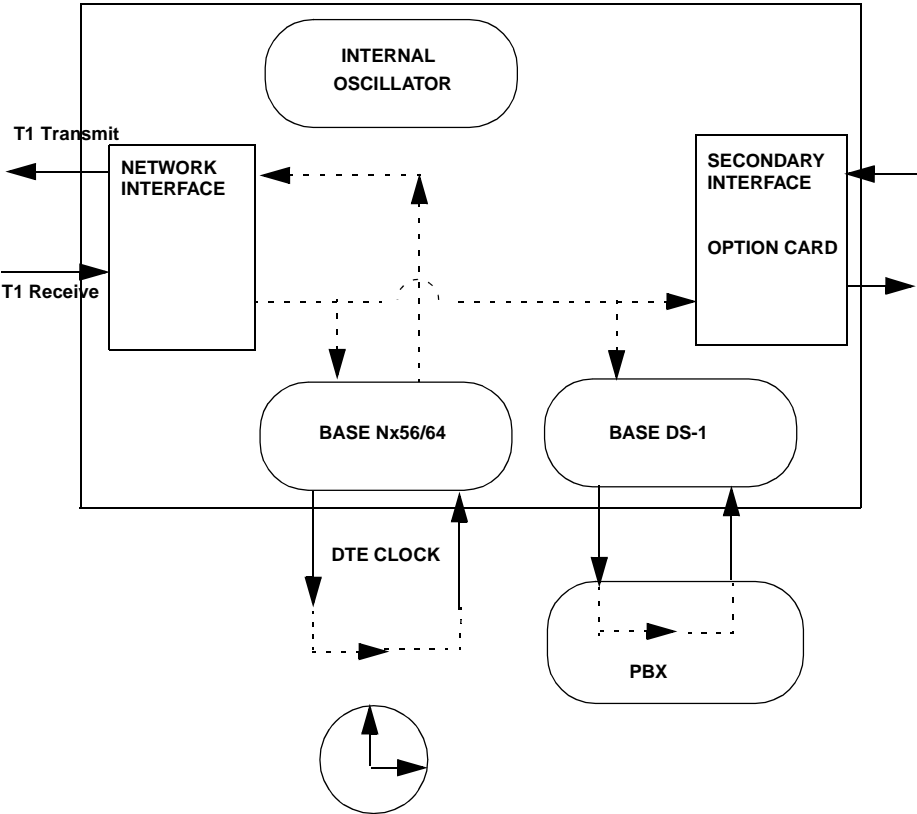 INTERNAL
OSCILLATOR
T1 Transmit
NETWORK
INTERFACE
SECONDARY
INTERFACE
OPTION CARD
T1 Receive
BASE Nx56/64
BASE DS-1
DTE CLOCK
PBX